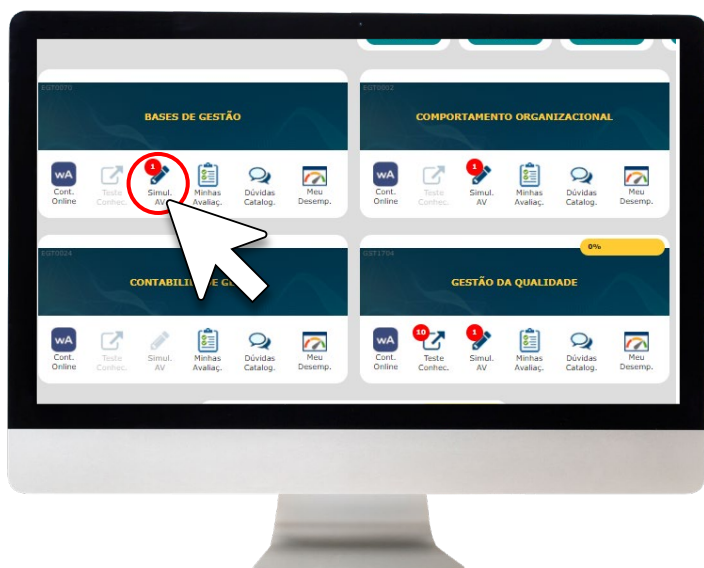 EGT0070
BASES DE GESTÃO
wA
Cont.
Online
Teste
Conhec.
1
Simul.
AV
Minhas
Avaliaç.
Dúvidas
Catalog.
Meu
Desemp.
COMPORTAMENTO ORGANIZACIONAL
wA
Cont.
Online
Teste
Conhec.
1
Simul.
AV
Minhas
Avaliaç.
Dúvidas
Catalog.
Meu
Desemp.
EGT0024
wA
Cont.
Online
Teste
Conhec.
Simul.
AV
Minhas
Avaliaç.
Dúvidas
Catalog.
Meu
Desemp.
GST1704
0%
GESTÃO DA QUALIDADE
wA
Cont.
Online
10
Teste
Conhec.
1
Simul.
AV
Minhas
Avaliaç.
Dúvidas
Catalog.
Meu
Desemp.